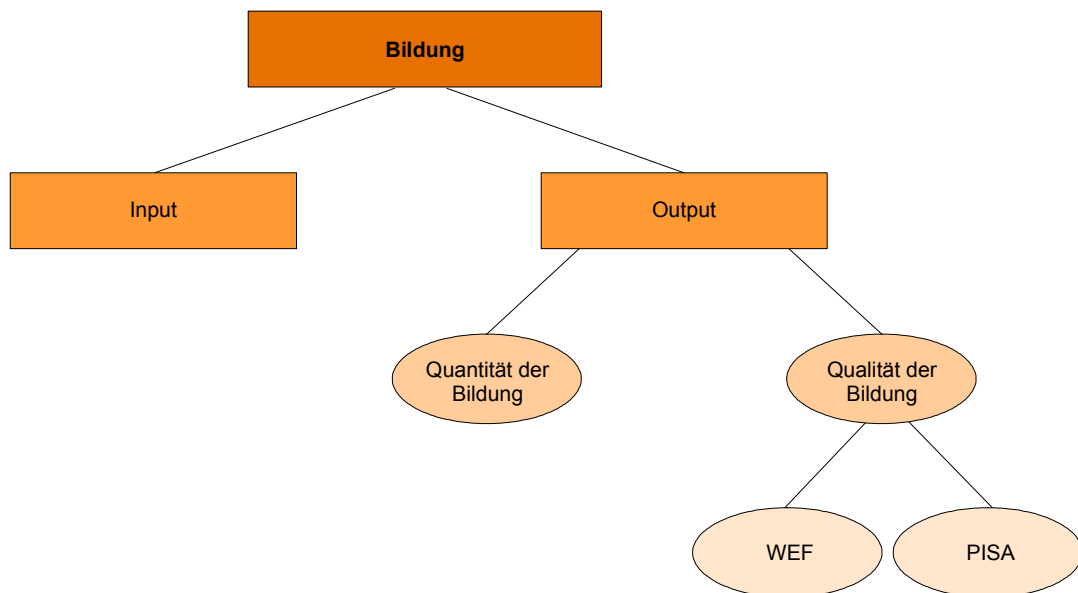 Bildung
Input
Output
Quantität der
Bildung
Qualität der
Bildung
WEF
PISA